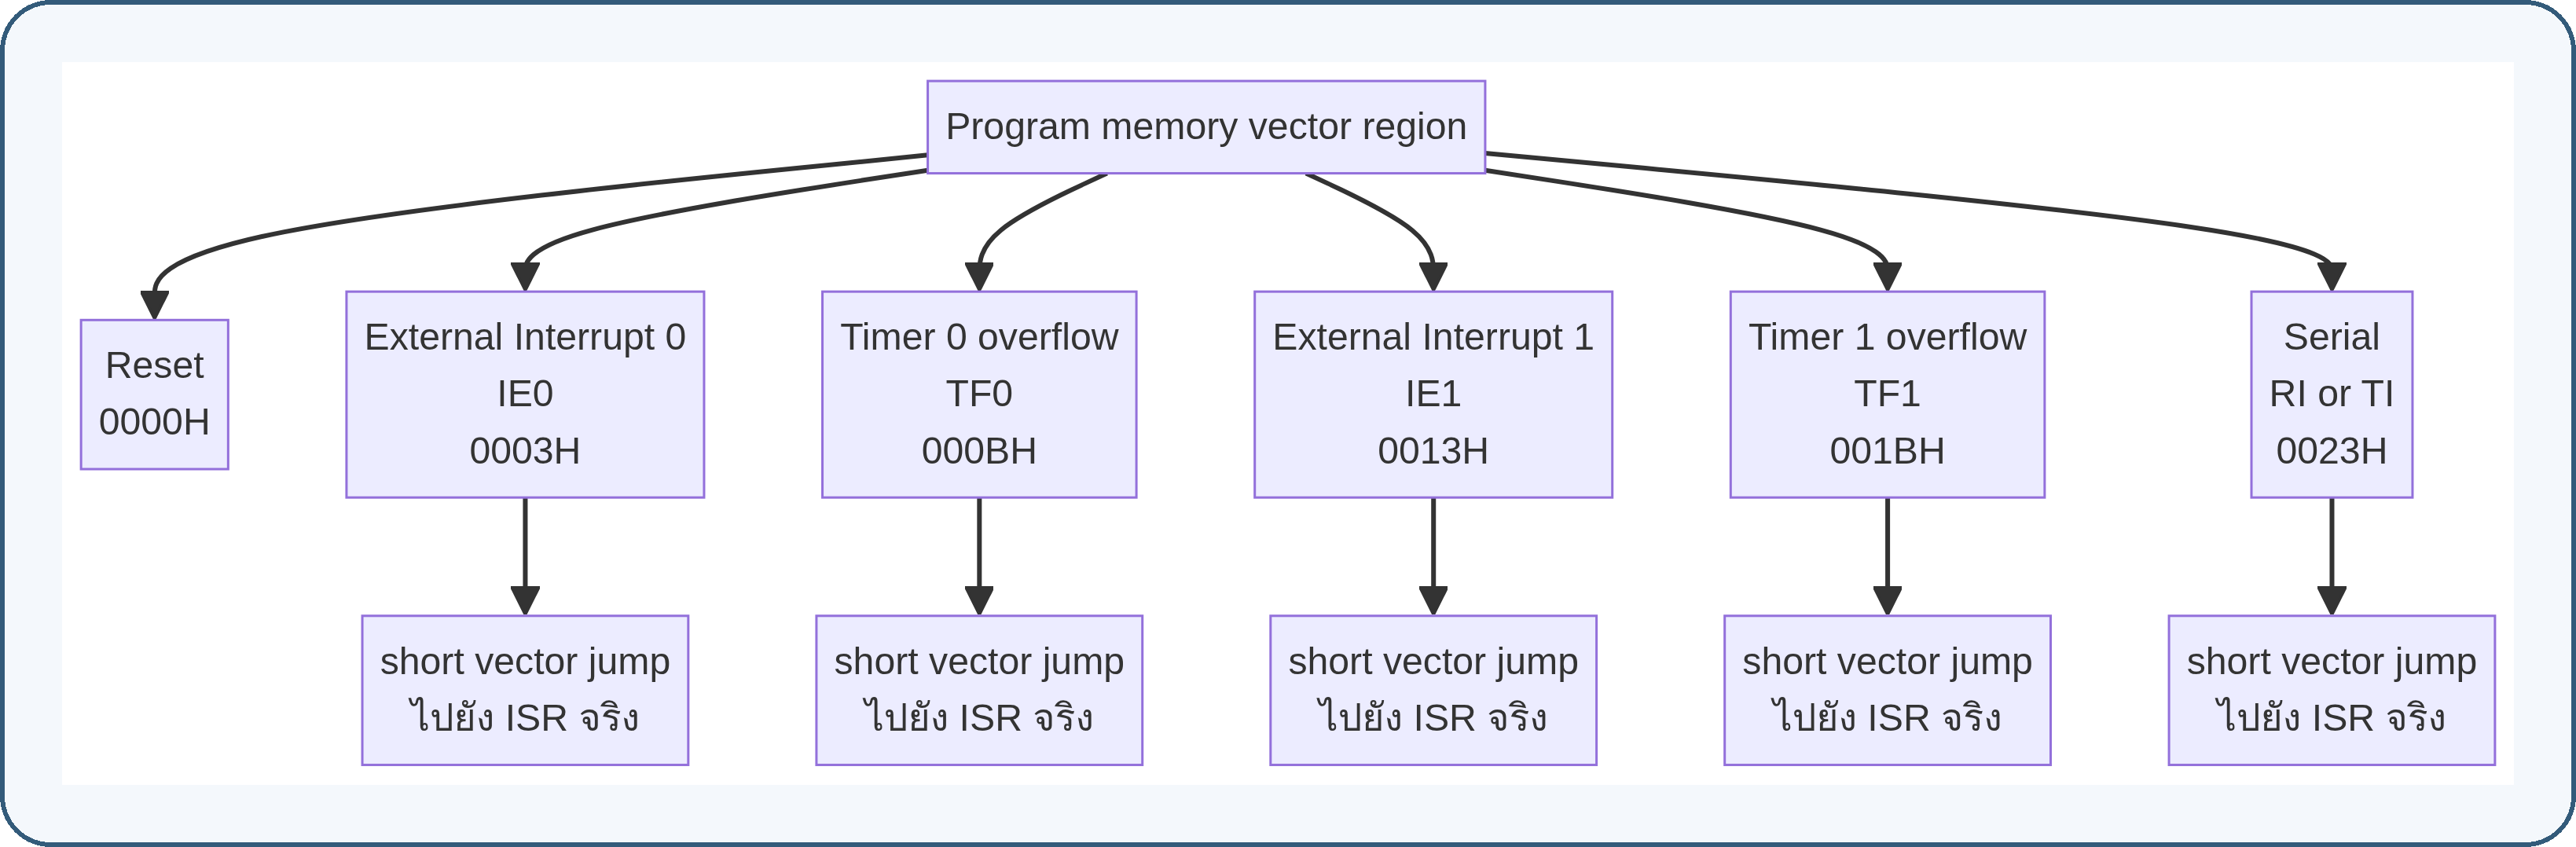 Program memory vector region
Reset
0000H
External Interrupt 0
IE0
0003H
Timer 0 overflow
TF0
000BH
External Interrupt 1
IE1
0013H
Timer 1 overflow
TF1
001BH
Serial
RI or TI
0023H
short vector jump
ไปยัง ISR จริง
short vector jump
ไปยัง ISR จริง
short vector jump
ไปยัง ISR จริง
short vector jump
ไปยัง ISR จริง
short vector jump
ไปยัง ISR จริง